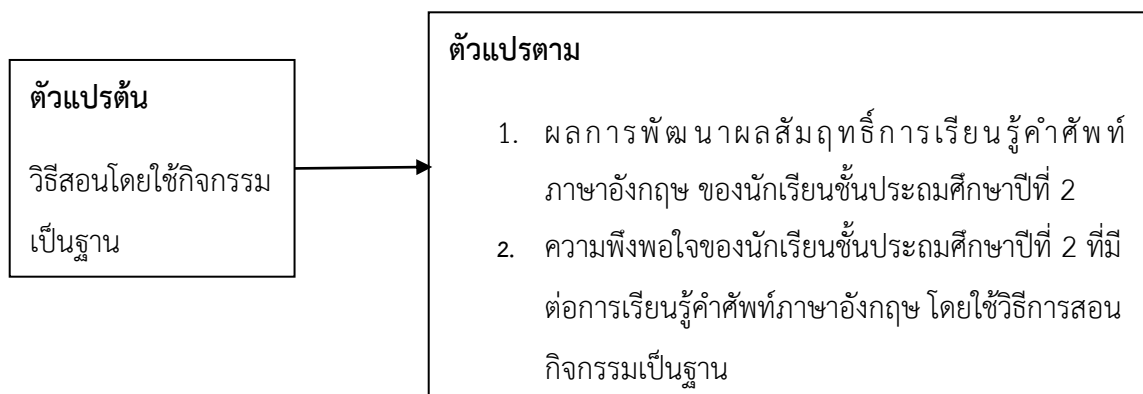 ตัวแปรต้น
วิธีสอนโดยใช้กิจกรรม
เป็นฐาน
ตัวแปรตาม
1. ผลการพัฒนาผลสัมฤทธิ์การเรียนรู้คำศัพท์
ภาษาอังกฤษ ของนักเรียนชั้นประถมศึกษาปีที่ 2
2. ความพึงพอใจของนักเรียนชั้นประถมศึกษาปีที่ 2 ที่มี
ต่อการเรียนรู้คำศัพท์ภาษาอังกฤษ โดยใช้วิธีการสอน
กิจกรรมเป็นฐาน